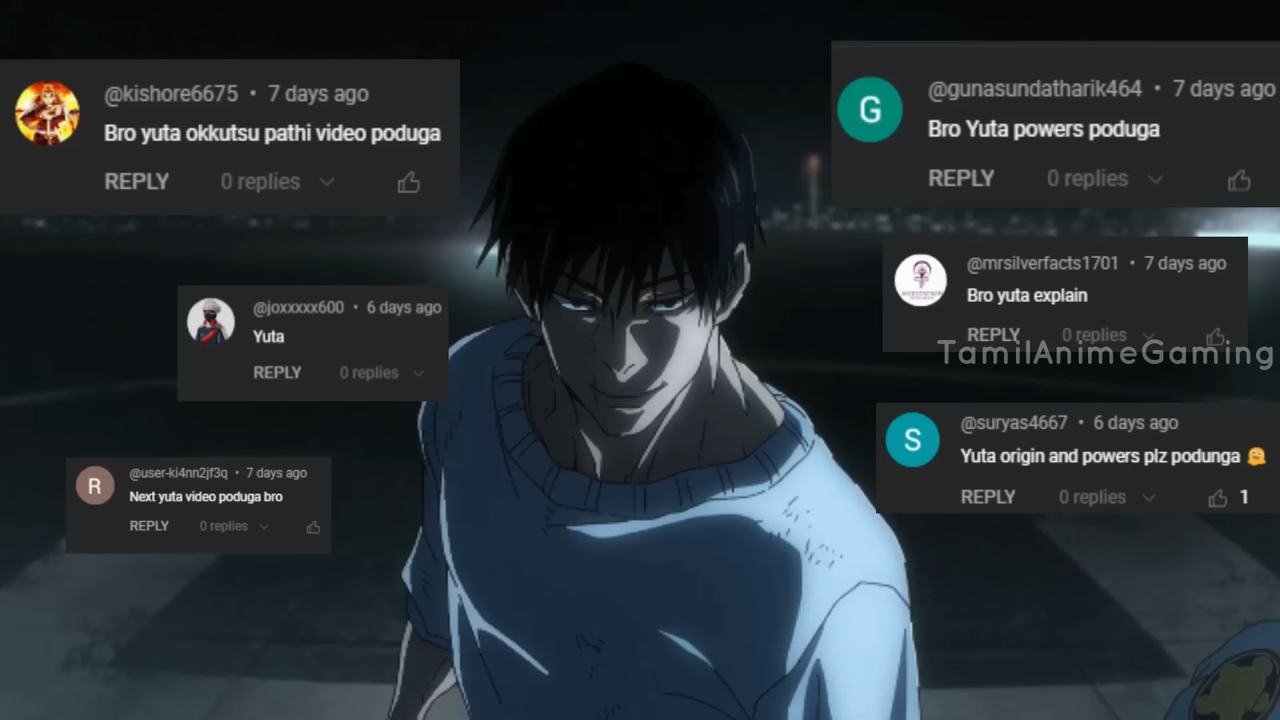 @kishore6675 • 7 days ago
Bro yuta okkutsu pathi video poduga
REPLY 0 replies
G
@gunasundatharik464 • 7 days ago
Bro Yuta powers poduga
REPLY 0 replies
@joxxxxx600 • 6 days ago
Yuta
REPLY 0 replies
@mrsilverfacts1701 • 7 days ago
Bro yuta explain
REPLY 0 replies
TamilAnimeGaming
S
@suryas4667 • 6 days ago
Yuta origin and powers plz podunga 🫠
REPLY 0 replies 1
R
@user-ki4nn2jf3q • 7 days ago
Next yuta video poduga bro
REPLY 0 replies